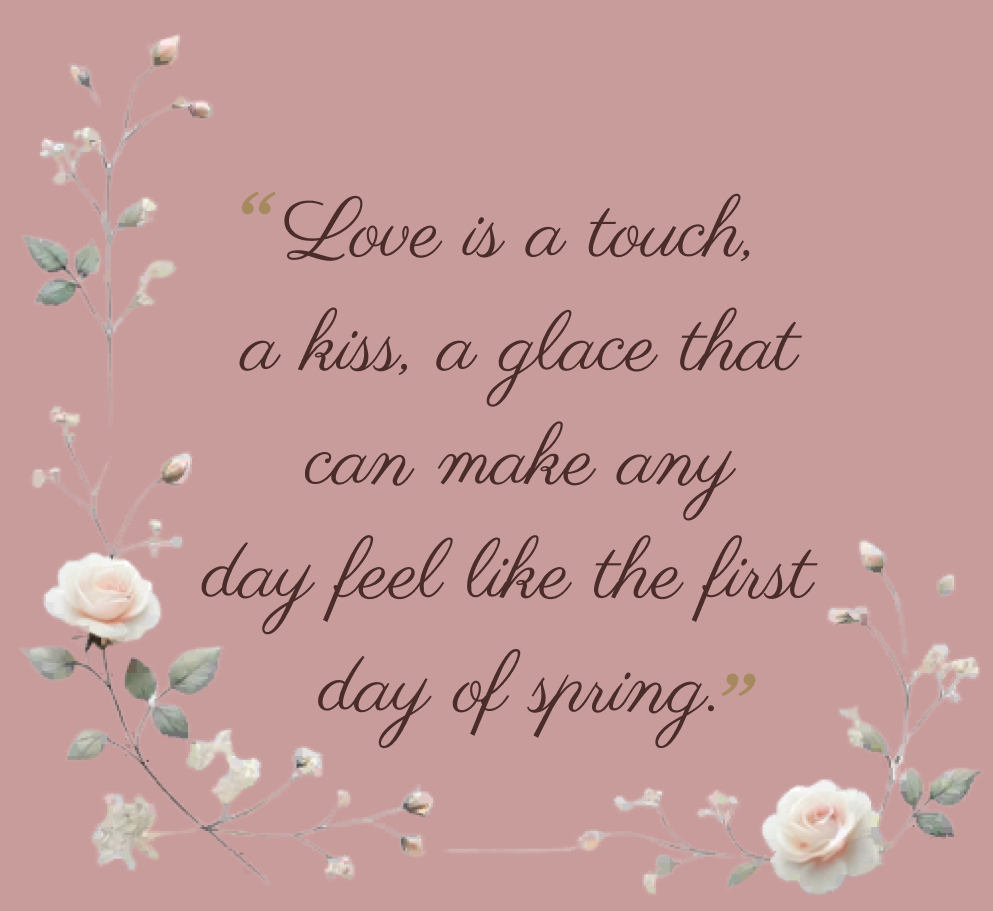 “Love is a touch,
a kiss, a glace that
can make any
day feel like the first
day of spring.”